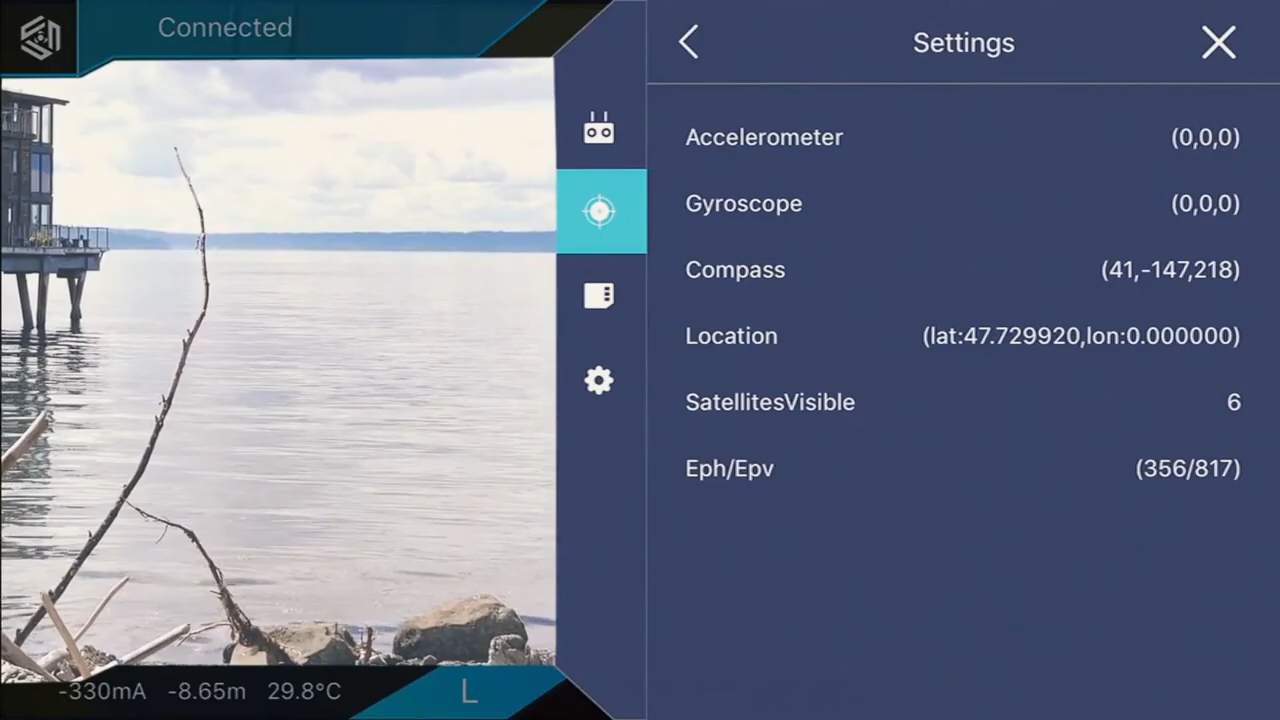 Connected
Settings
Accelerometer (0,0,0)
Gyroscope (0,0,0)
Compass (41,-147,218)
Location (lat:47.729920,lon:0.000000)
SatellitesVisible 6
Eph/Epv (356/817)
-330mA -8.65m 29.8°C L